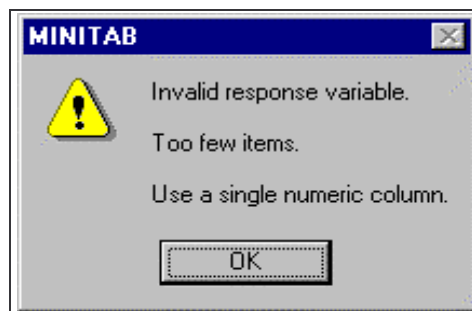 MINITAB
Invalid response variable.
Too few items.
Use a single numeric column.
OK